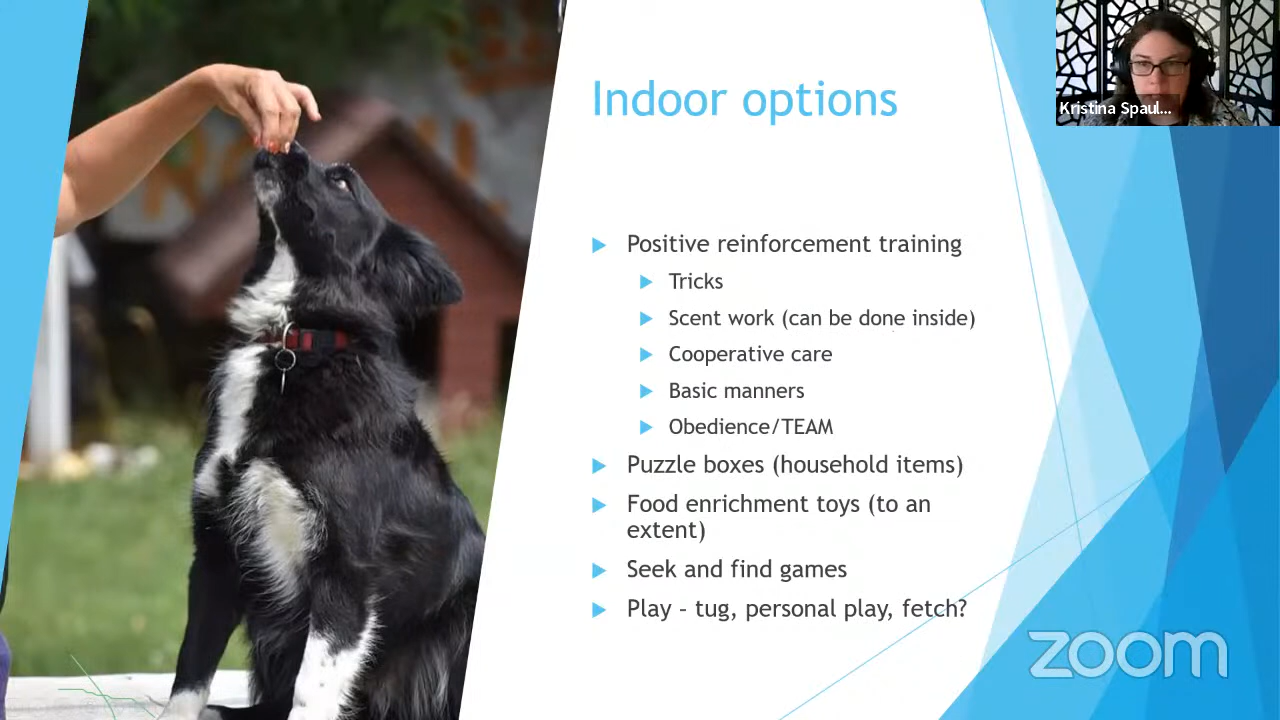 Indoor options
Kristina Spaul...
Positive reinforcement training
Tricks
Scent work (can be done inside)
Cooperative care
Basic manners
Obedience/TEAM
Puzzle boxes (household items)
Food enrichment toys (to an
extent)
Seek and find games
Play – tug, personal play, fetch?
zoom